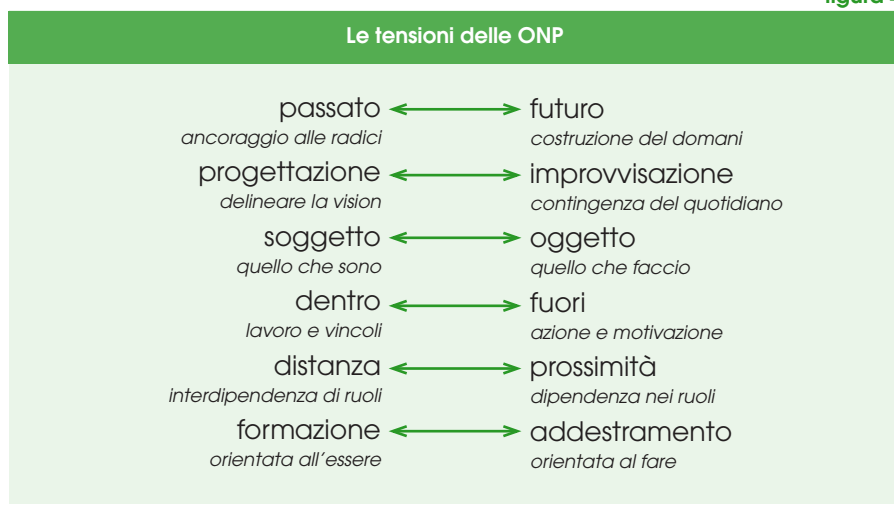 figura
Le tensioni delle ONP
passato futuro
ancoraggio alle radici costruzione del domani
progettazione improvvisazione
delineare la vision contingenza del quotidiano
soggetto oggetto
quello che sono quello che faccio
dentro fuori
lavoro e vincoli azione e motivazione
distanza prossimità
interdipendenza di ruoli dipendenza nei ruoli
formazione addestramento
orientata all'essere orientata al fare